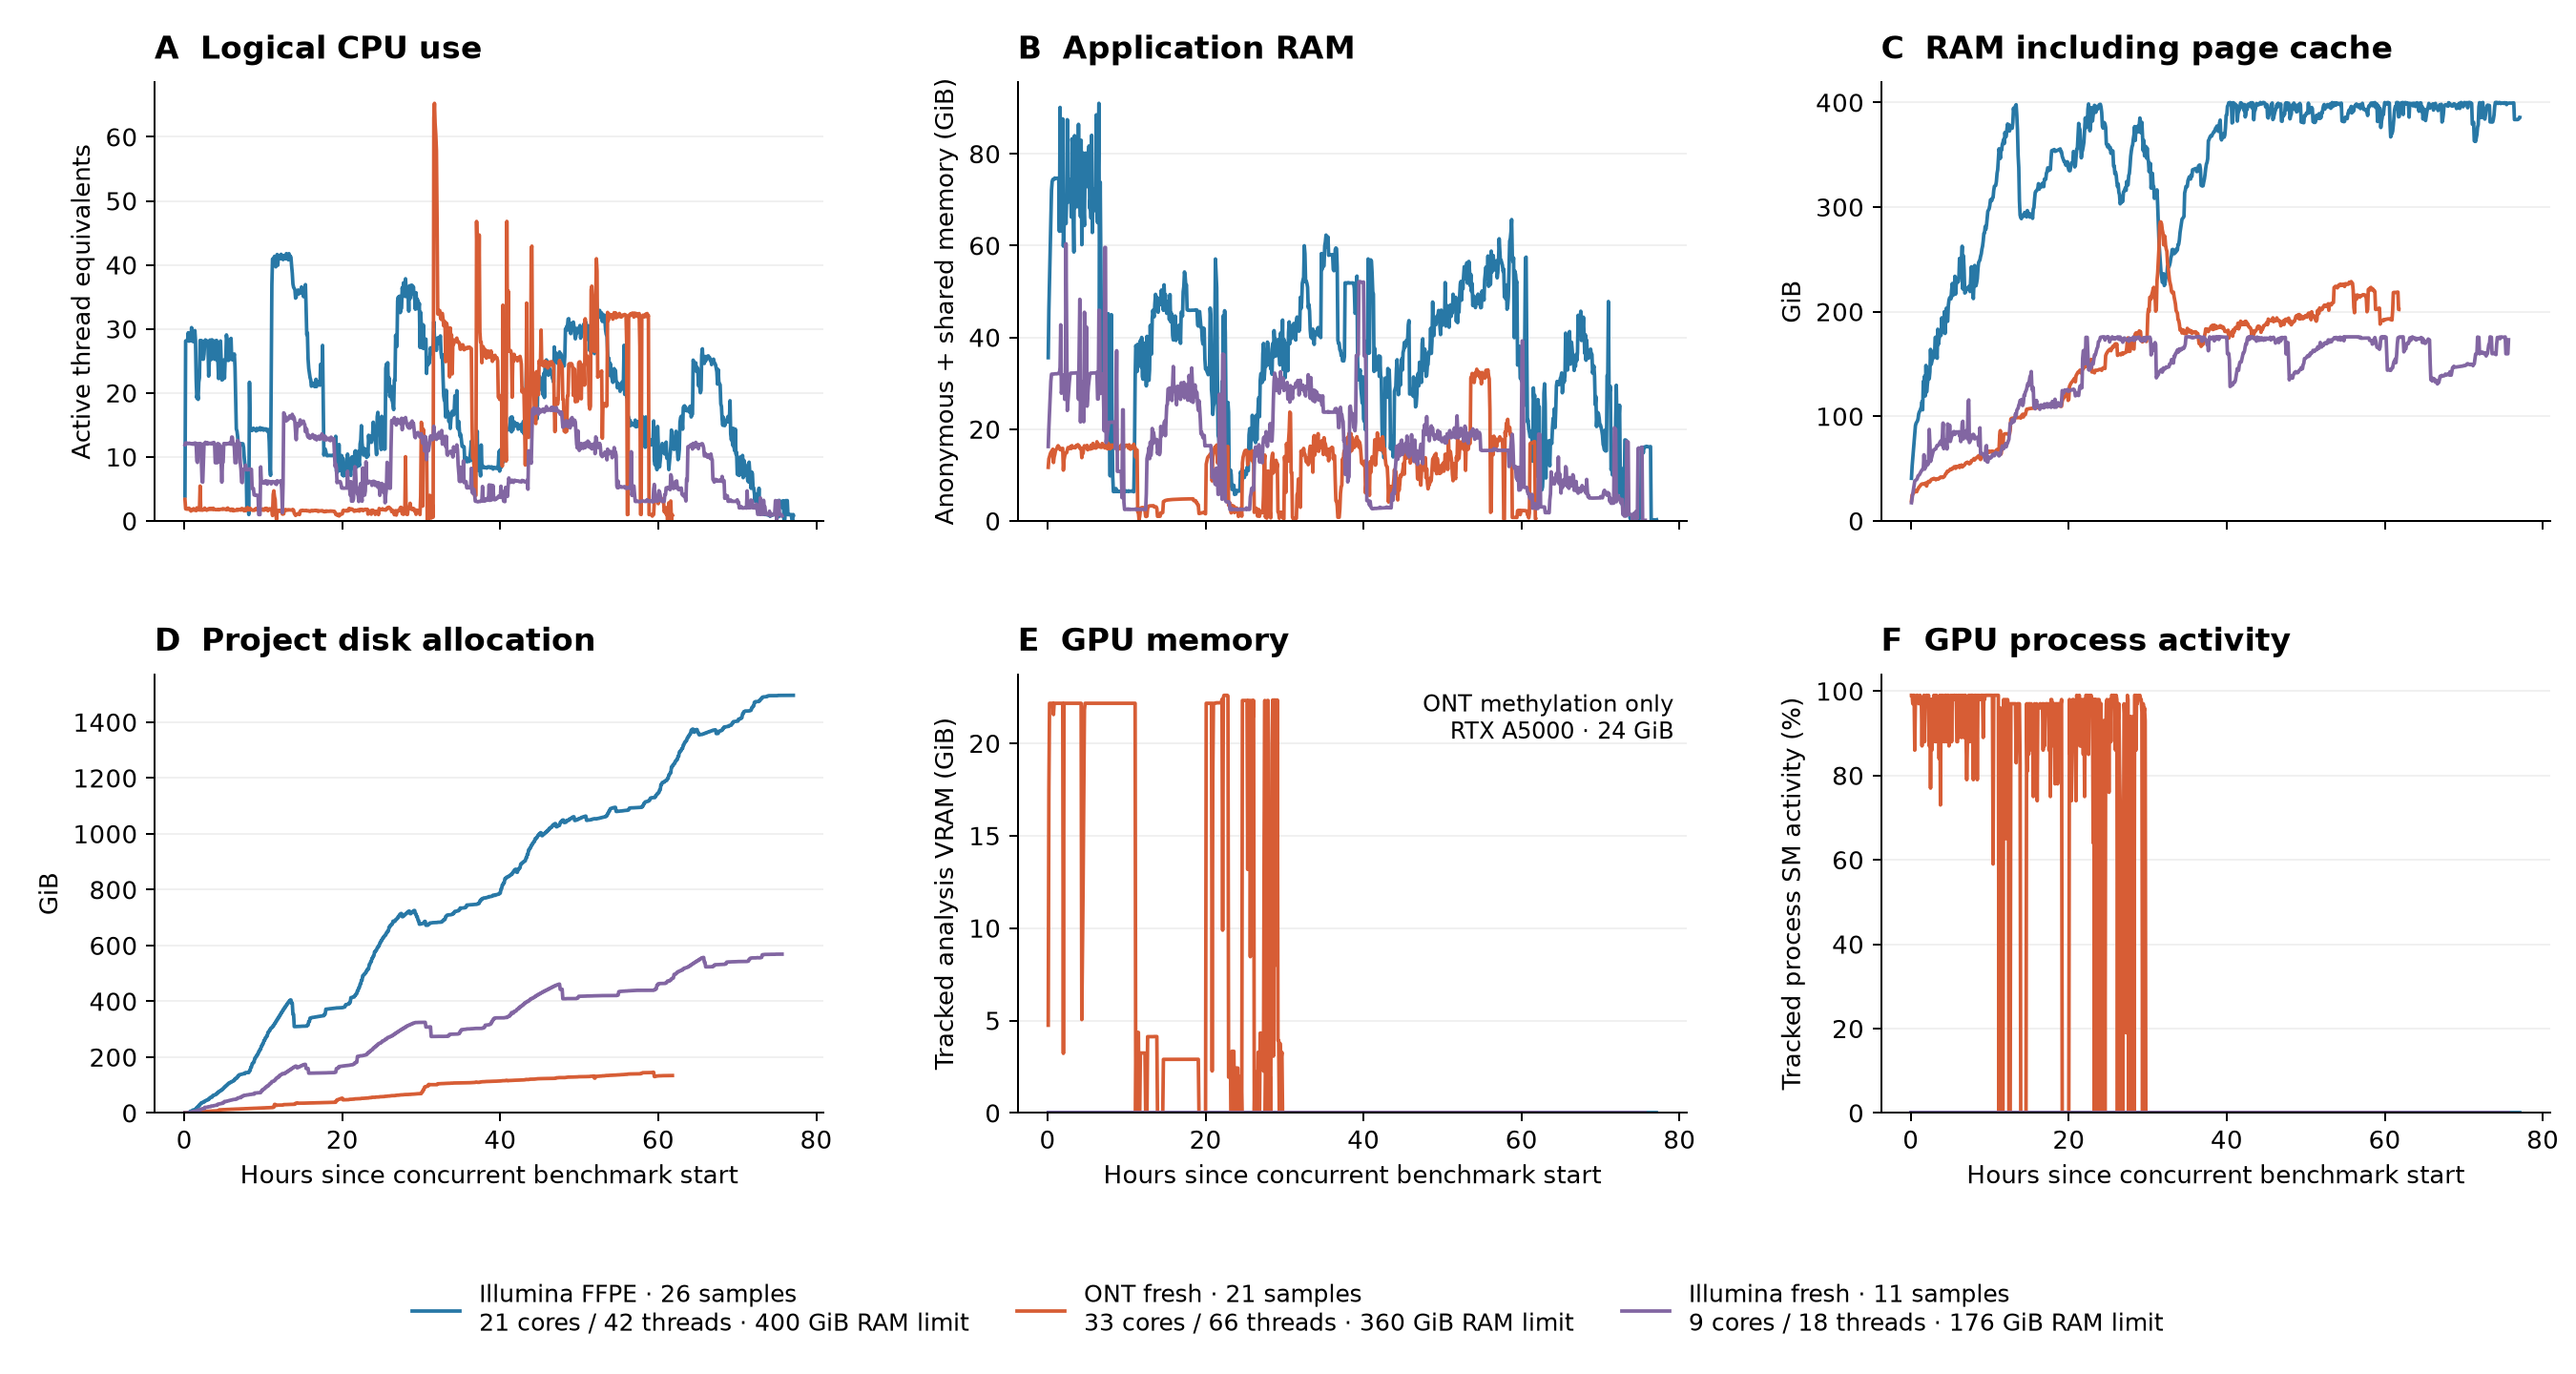 A Logical CPU use
Active thread equivalents
60
50
40
30
20
10
0
B Application RAM
Anonymous + shared memory (GiB)
80
60
40
20
0
C RAM including page cache
GiB
400
300
200
100
0
D Project disk allocation
GiB
1400
1200
1000
800
600
400
200
0
0 20 40 60 80
Hours since concurrent benchmark start
E GPU memory
Tracked analysis VRAM (GiB)
ONT methylation only
RTX A5000 · 24 GiB
20
15
10
5
0
0 20 40 60 80
Hours since concurrent benchmark start
F GPU process activity
Tracked process SM activity (%)
100
80
60
40
20
0
0 20 40 60 80
Hours since concurrent benchmark start
Illumina FFPE · 26 samples
21 cores / 42 threads · 400 GiB RAM limit
ONT fresh · 21 samples
33 cores / 66 threads · 360 GiB RAM limit
Illumina fresh · 11 samples
9 cores / 18 threads · 176 GiB RAM limit